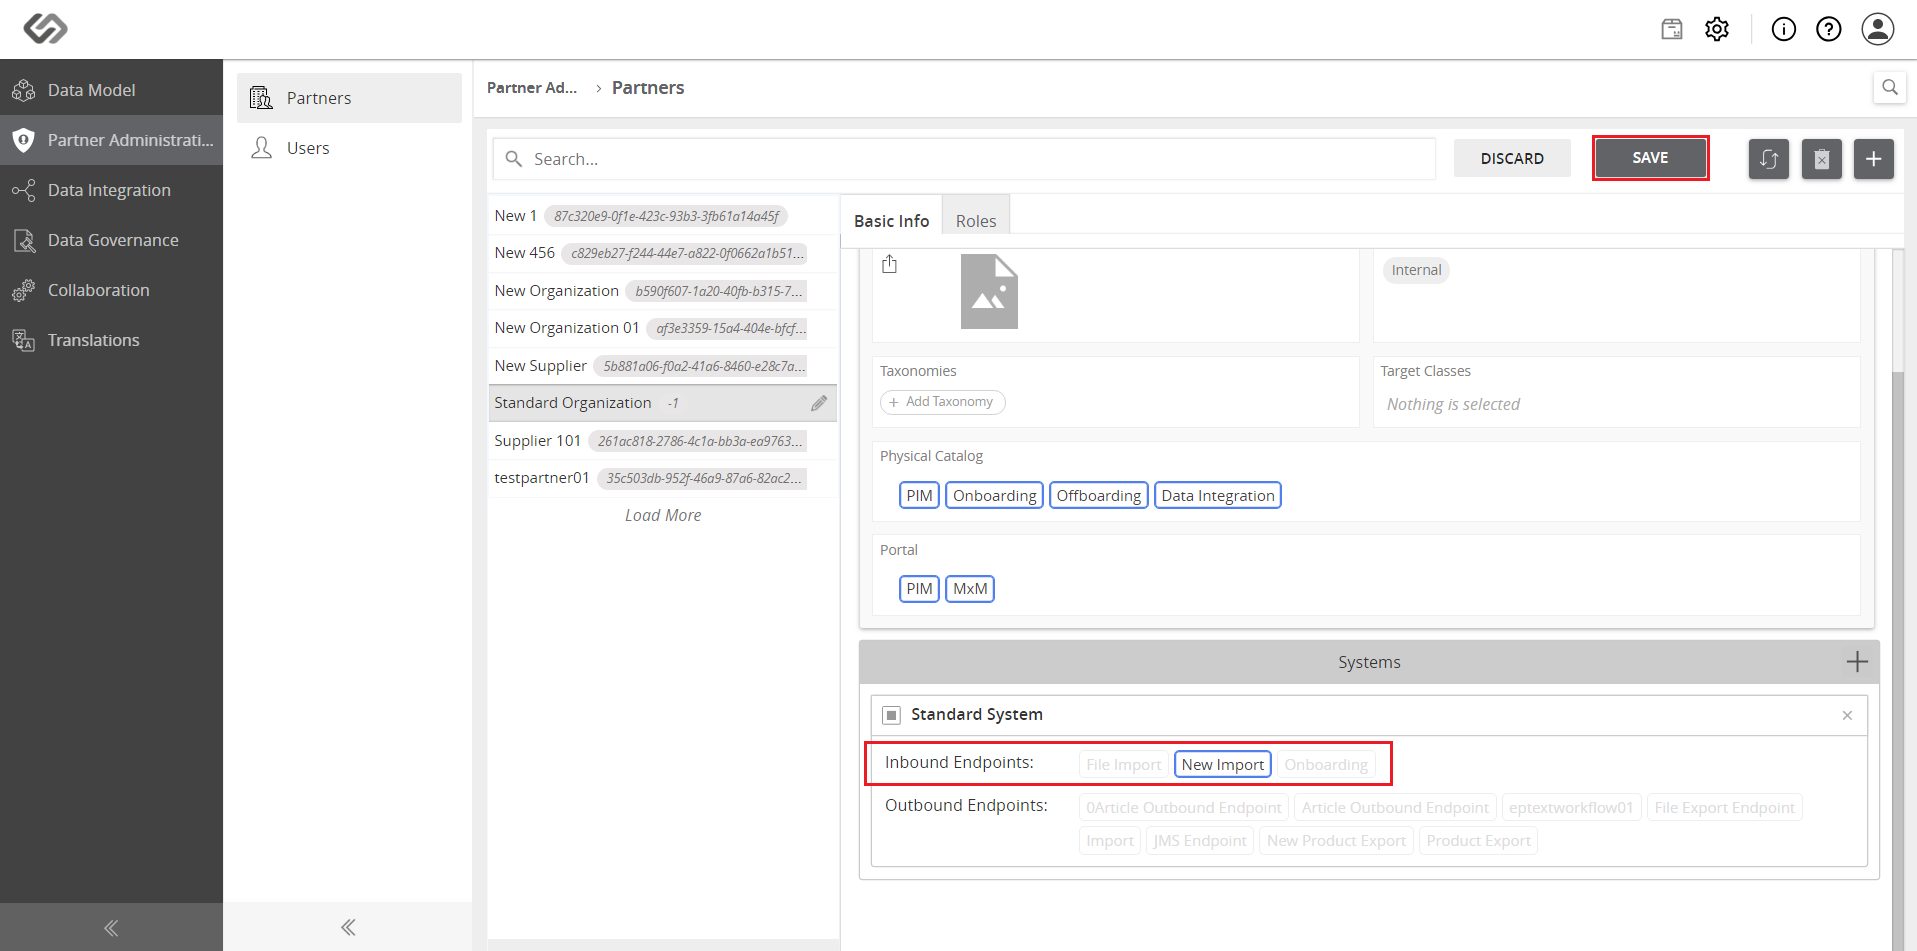 Data Model
Partner Administrati...
Data Integration
Data Governance
Collaboration
Translations
Partners
Users
Partner Ad... › Partners
Search...
DISCARD
SAVE
New 1 87c320e9-0f1e-423c-93b3-3fb61a14a45f
New 456 c829eb27-f244-44e7-a822-0f0662a1b51...
New Organization b590f607-1a20-40fb-b315-7...
New Organization 01 af3e3359-15a4-404e-bfcf...
New Supplier 5b881a06-f0a2-41a6-8460-e28c7a...
Standard Organization -1
Supplier 101 261ac818-2786-4c1a-bb3a-ea9763...
testpartner01 35c503db-952f-46a9-87a6-82ac2...
Load More
Basic Info Roles
Internal
Taxonomies
+ Add Taxonomy
Target Classes
Nothing is selected
Physical Catalog
PIM Onboarding Offboarding Data Integration
Portal
PIM MxM
Systems
Standard System
Inbound Endpoints: File Import New Import Onboarding
Outbound Endpoints: 0Article Outbound Endpoint Article Outbound Endpoint eptextworkflow01 File Export Endpoint
Import JMS Endpoint New Product Export Product Export